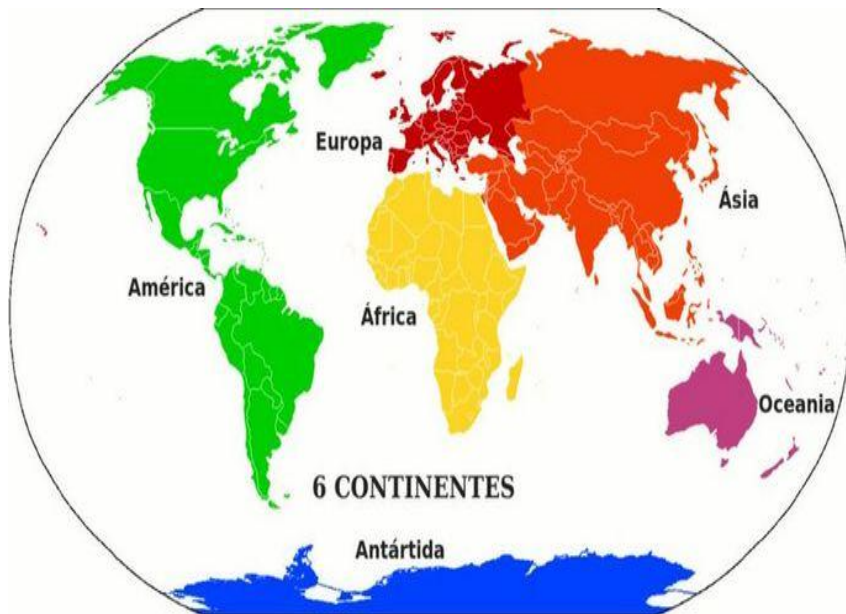 Europa
Ásia
América
África
Oceania
6 CONTINENTES
Antártida